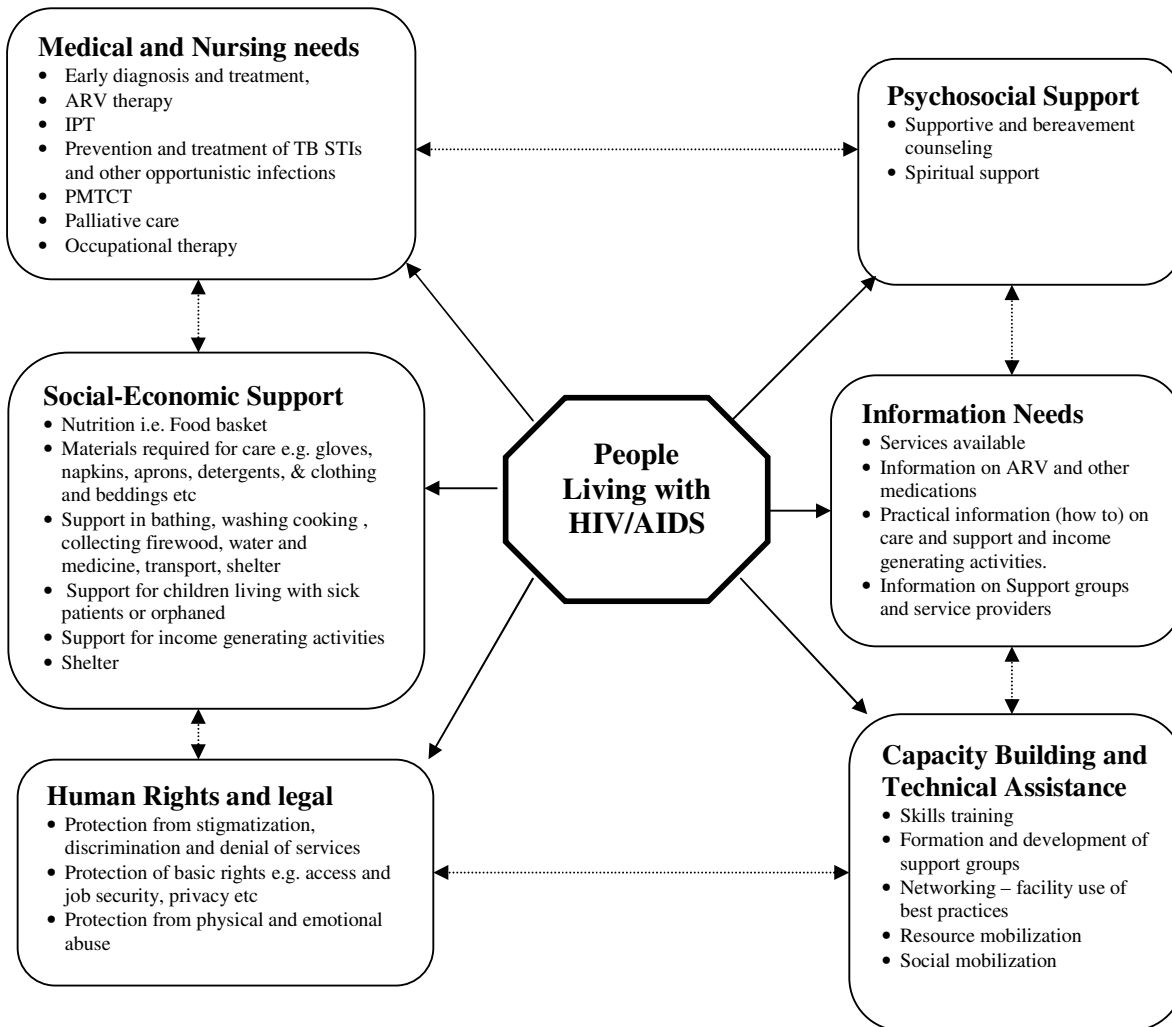 Medical and Nursing needs
• Early diagnosis and treatment,
• ARV therapy
• IPT
• Prevention and treatment of TB STIs
and other opportunistic infections
• PMTCT
• Palliative care
• Occupational therapy
Psychosocial Support
• Supportive and bereavement
counseling
• Spiritual support
Social-Economic Support
• Nutrition i.e. Food basket
• Materials required for care e.g. gloves,
napkins, aprons, detergents, & clothing
and beddings etc
• Support in bathing, washing cooking ,
collecting firewood, water and
medicine, transport, shelter
• Support for children living with sick
patients or orphaned
• Support for income generating activities
• Shelter
People
Living with
HIV/AIDS
Information Needs
• Services available
• Information on ARV and other
medications
• Practical information (how to) on
care and support and income
generating activities.
• Information on Support groups
and service providers
Human Rights and legal
• Protection from stigmatization,
discrimination and denial of services
• Protection of basic rights e.g. access and
job security, privacy etc
• Protection from physical and emotional
abuse
Capacity Building and
Technical Assistance
• Skills training
• Formation and development of
support groups
• Networking – facility use of
best practices
• Resource mobilization
• Social mobilization